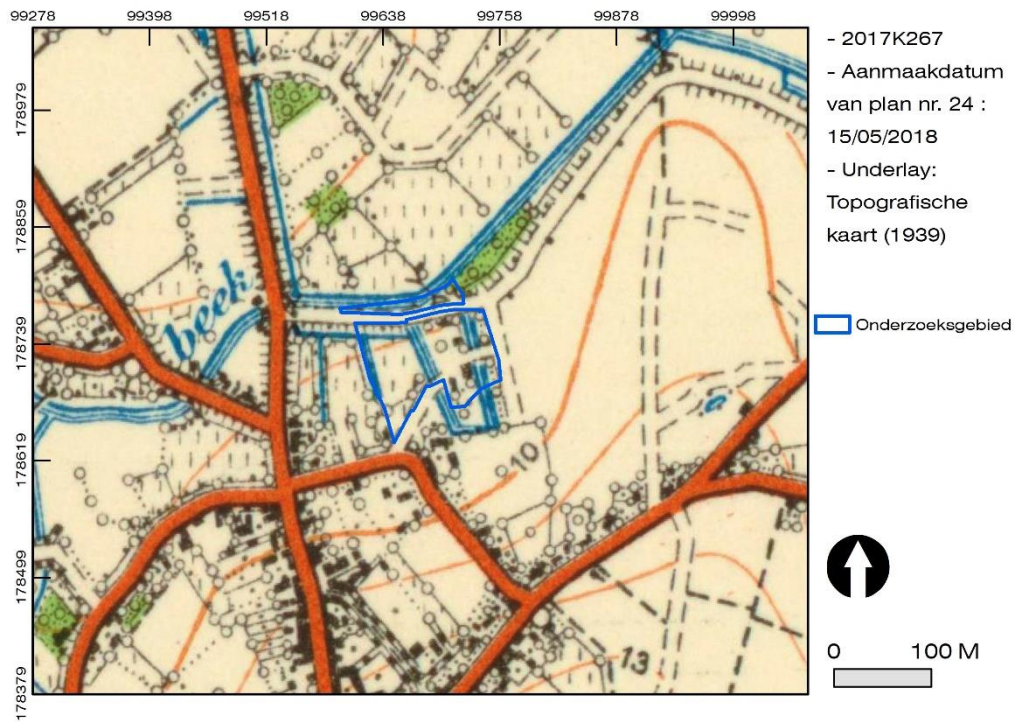 99278 99398 99518 99638 99758 99878 99998
178979
178859
178739
178619
178499
178379
beek
10
13
- 2017K267
- Aanmaakdatum
van plan nr. 24 :
15/05/2018
- Underlay:
Topografische
kaart (1939)
Onderzoeksgebied
0 100 M